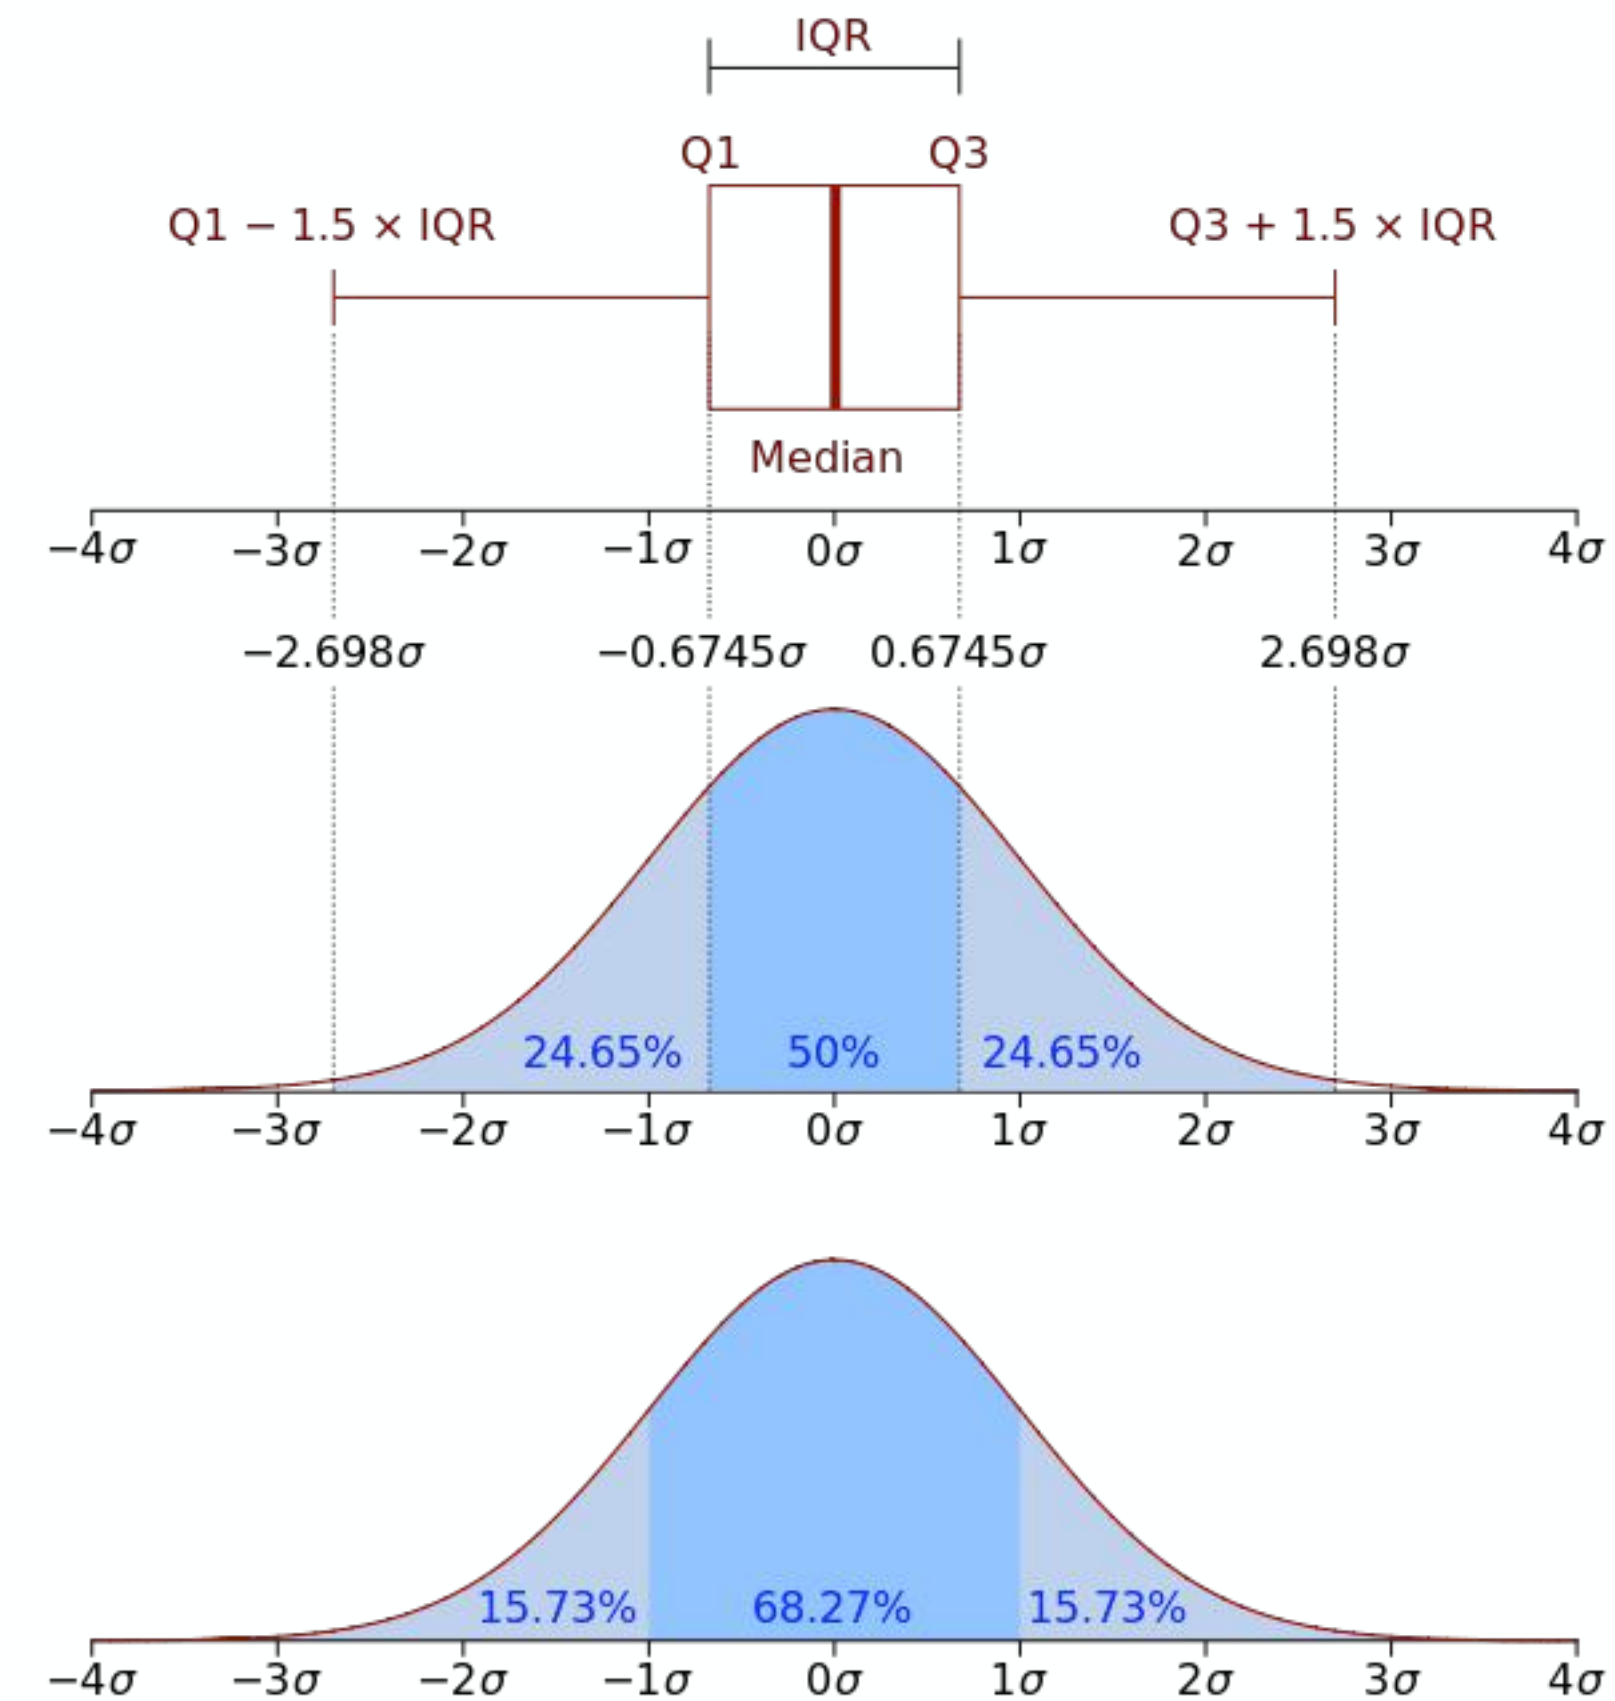 IQR
Q1 Q3
Q1 − 1.5 × IQR Q3 + 1.5 × IQR
Median
−4σ −3σ −2σ −1σ 0σ 1σ 2σ 3σ 4σ
−2.698σ −0.6745σ 0.6745σ 2.698σ
24.65% 50% 24.65%
−4σ −3σ −2σ −1σ 0σ 1σ 2σ 3σ 4σ
15.73% 68.27% 15.73%
−4σ −3σ −2σ −1σ 0σ 1σ 2σ 3σ 4σ